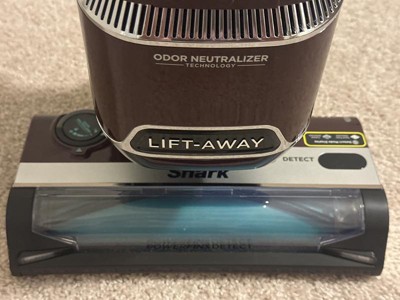 ODOR NEUTRALIZER
TECHNOLOGY
LIFT-AWAY
DETECT
Shark